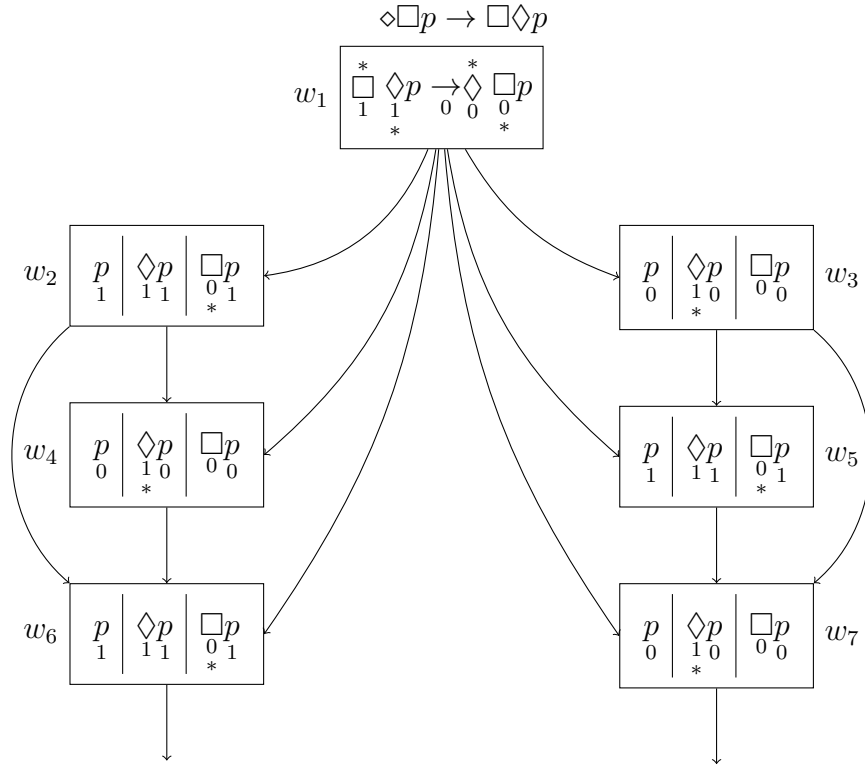 ⋄□p → □◇p
* *
w₁ □ ◇p → ◇ □p
1 1 0 0 0
* *
w₂ p | ◇p | □p
1 1 1 0 1
*
p | ◇p | □p w₃
0 1 0 0 0
*
w₄ p | ◇p | □p
0 1 0 0 0
*
p | ◇p | □p w₅
1 1 1 0 1
*
w₆ p | ◇p | □p
1 1 1 0 1
*
p | ◇p | □p w₇
0 1 0 0 0
*